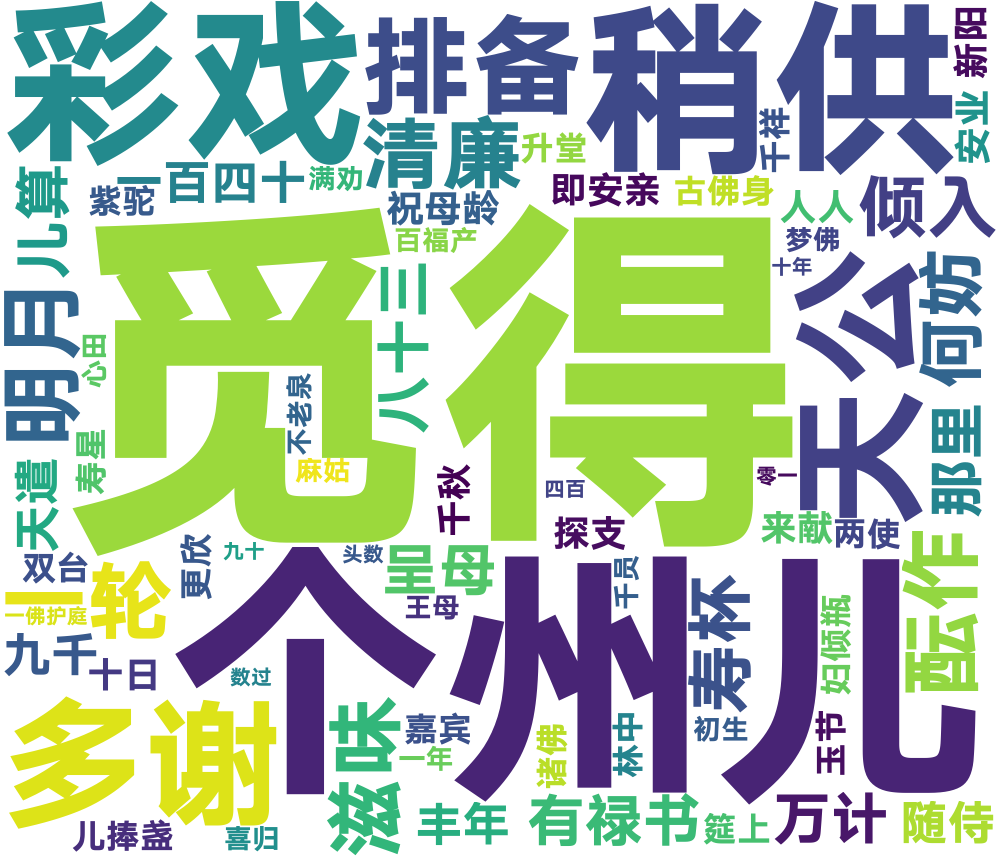 彩戏
排备
稍供
新阳
千祥
安业
清廉
升堂
一百四十
满劝
儿算
紫驼
祝母龄
即安亲
古佛身
人人
倾入
百福产
梦佛
十年
觅得
八十三
天公
何妨
明月
心田
不老泉
麻姑
寿星
千秋
四百
零一
那里
天遣
探支
来献
两使
双台
更欣
九十
头数
圼母
千员
酝作
一轮
一佛护庭
王母
个州儿
寿杯
妇倾瓶
九千
十日
数过
多谢
滋味
嘉宾
一年
诸佛
林中
初生
玉节
儿捧盏
喜归
丰年
有禄书
筵上
万计
随侍